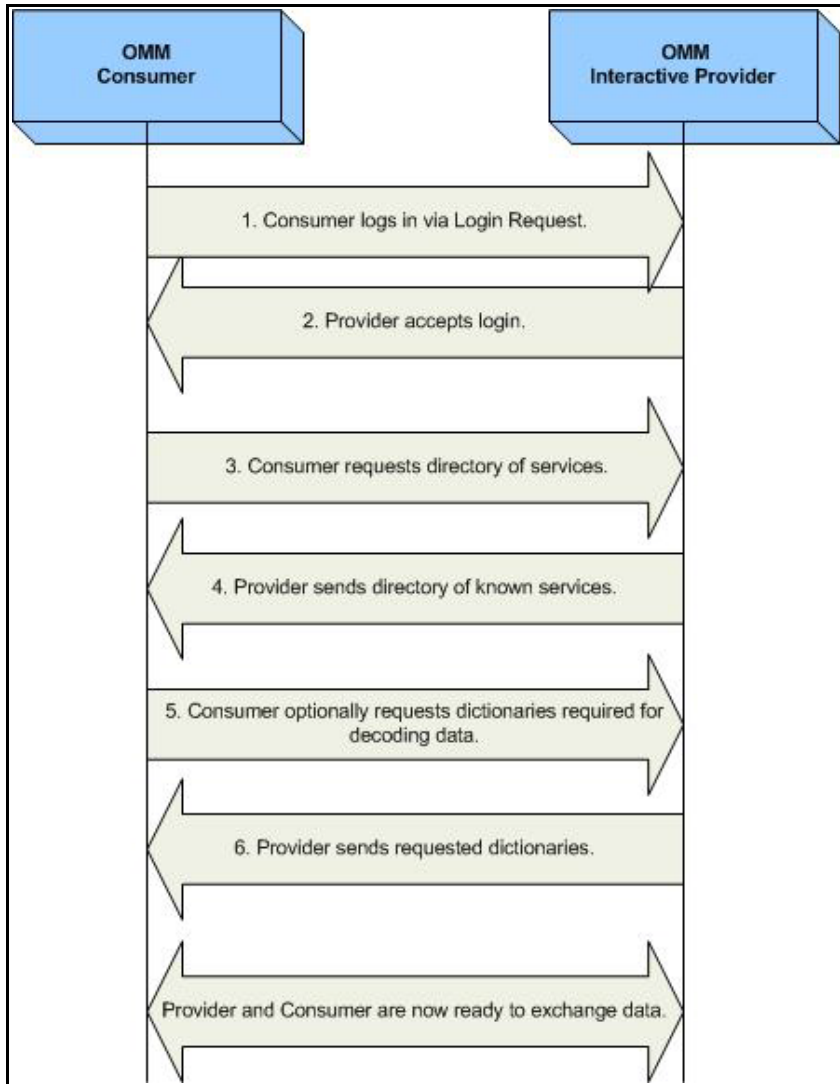 OMM
Consumer
OMM
Interactive Provider
1. Consumer logs in via Login Request.
2. Provider accepts login.
3. Consumer requests directory of services.
4. Provider sends directory of known services.
5. Consumer optionally requests dictionaries required for
decoding data.
6. Provider sends requested dictionaries.
Provider and Consumer are now ready to exchange data.